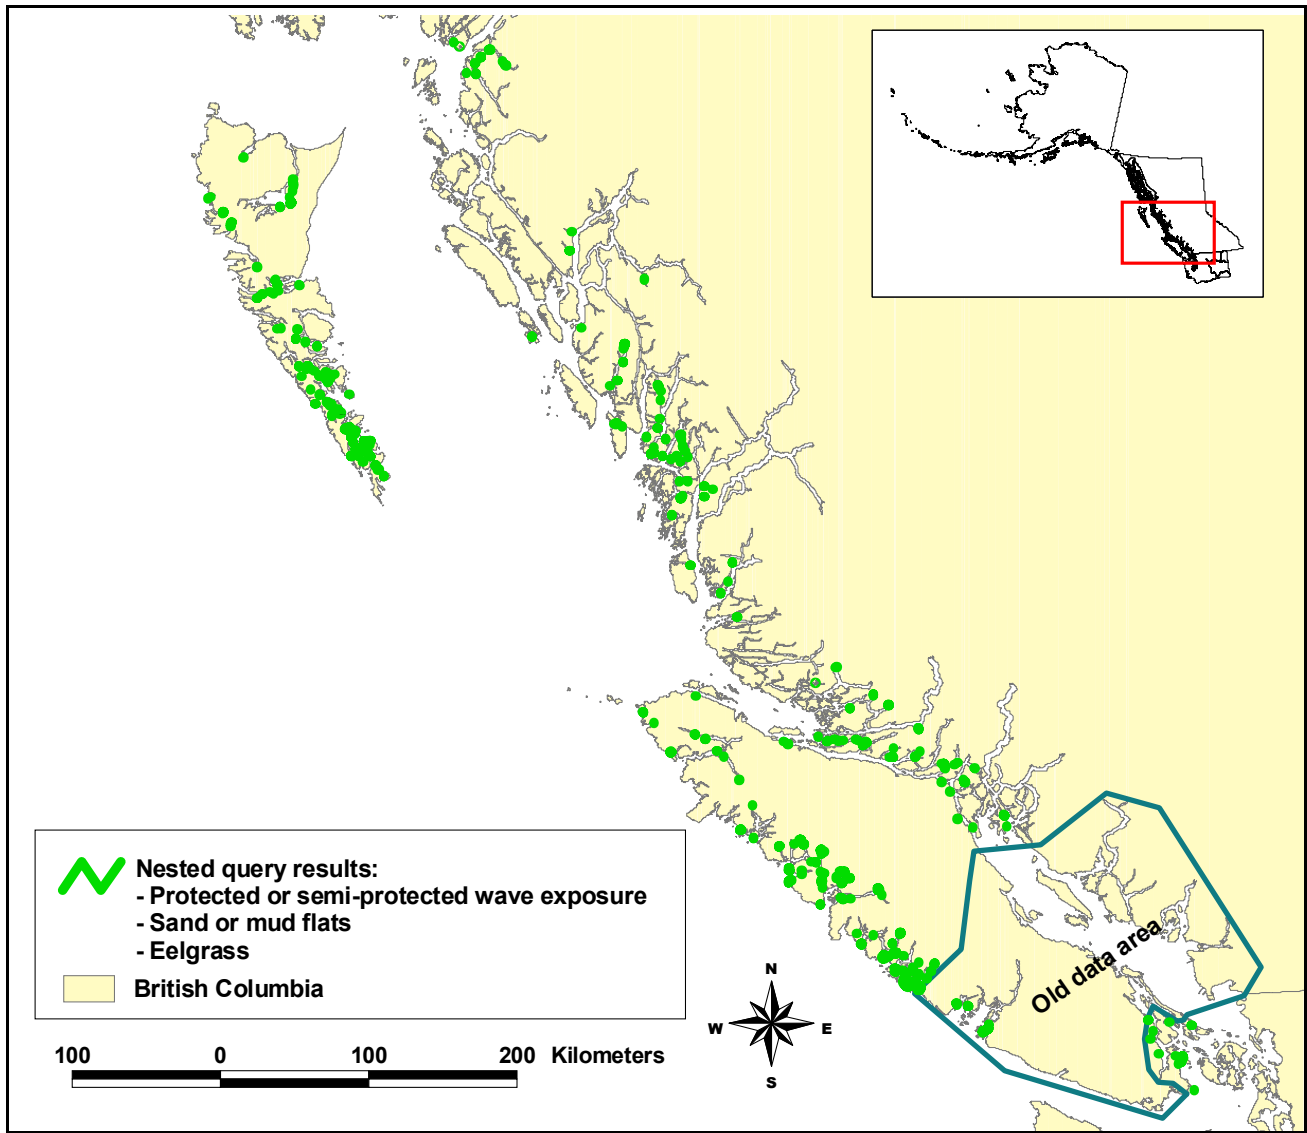 Nested query results:
- Protected or semi-protected wave exposure
- Sand or mud flats
- Eelgrass
British Columbia
Old data area
N
W
E
S
100 0 100 200 Kilometers